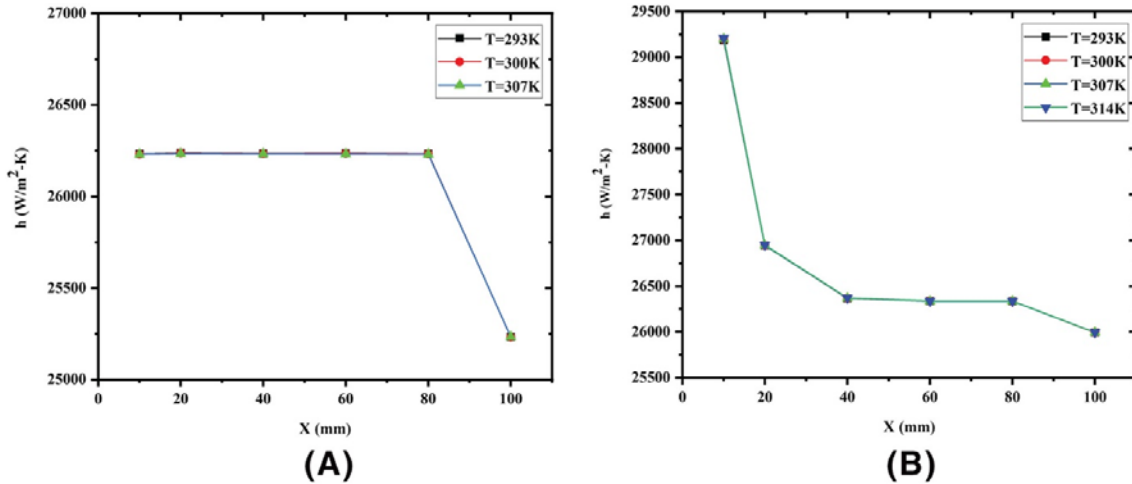 27000
26500
26000
25500
25000
h (W/m²-K)
T=293K
T=300K
T=307K
0 20 40 60 80 100
X (mm)
(A)
29500
29000
28500
28000
27500
27000
26500
26000
25500
h (W/m²-K)
T=293K
T=300K
T=307K
T=314K
0 20 40 60 80 100
X (mm)
(B)